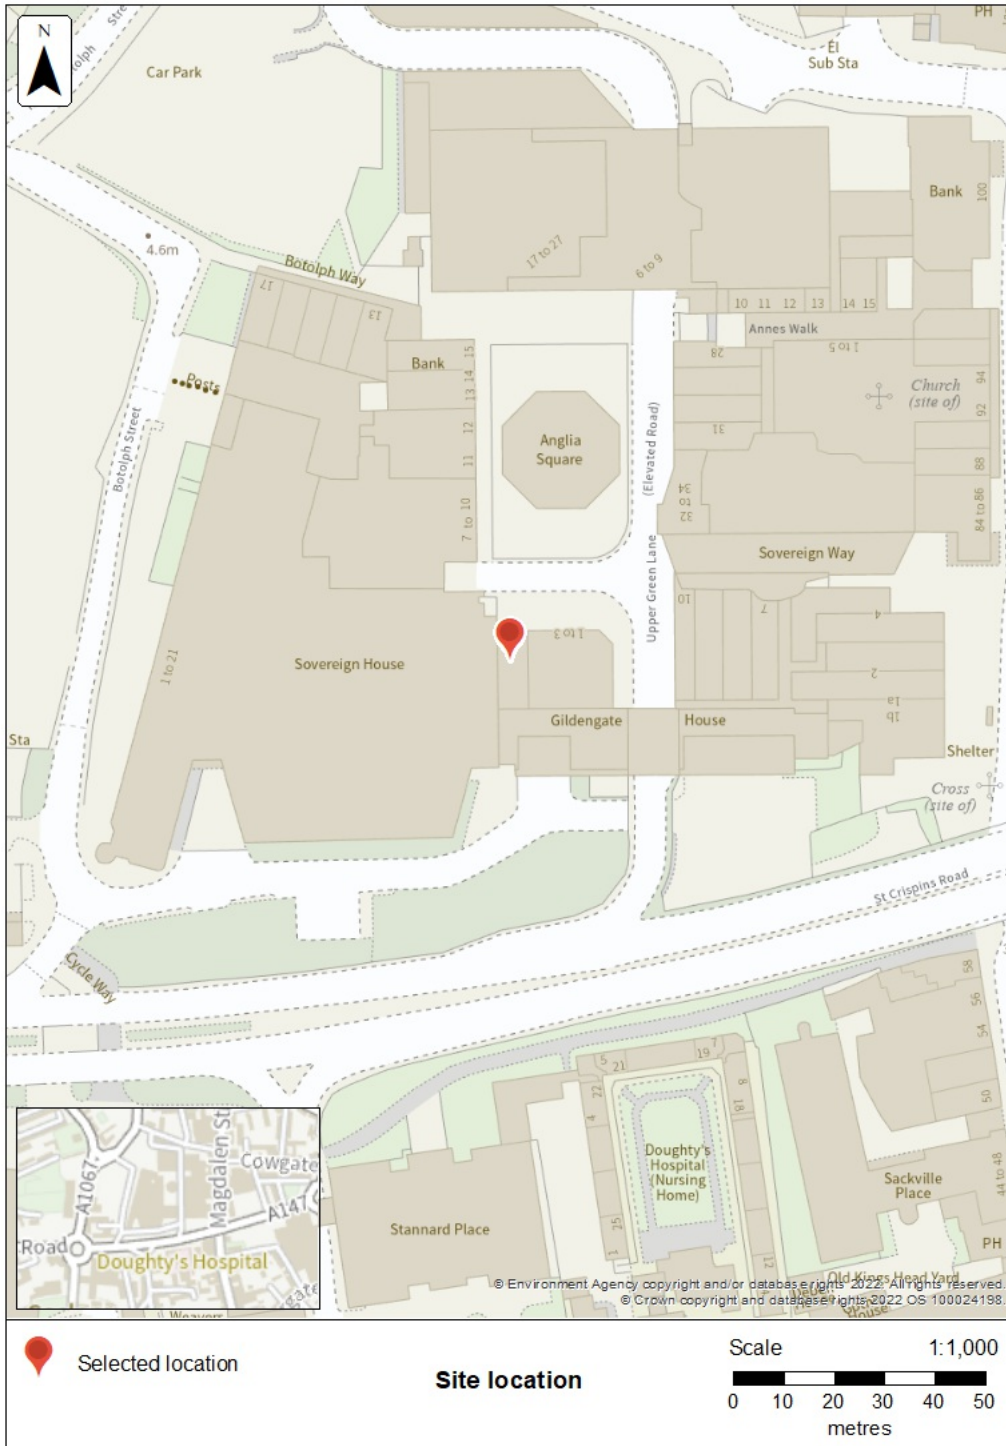 N
PH
El
Sub Sta
Car Park
Bank
100
4.6m
17 to 27
6 to 9
Botolph Way
17
13
10 11 12 13 14 15
Annes Walk
28
1 to 5
Bank
15
14
13
12
11
7 to 10
Posts
Botolph Street
Anglia
Square
(Elevated Road)
Upper Green Lane
31
32 to 34
94
92
88
84 to 86
Church
(site of)
Sovereign Way
10
7
4
2
1a
1b
1 to 3
Sovereign House
1 to 21
Gildengate House
Sta
Shelter
Cross
(site of)
St Crispins Road
Cycle Way
58
56
54
50
44 to 48
5
21
22
4
19
7
8
18
25
1
12
4
Doughty's
Hospital
(Nursing
Home)
Stannard Place
Sackville
Place
PH
Old Kings Head Yard
House
A1067
Magdalen St
Cowgate
A147
Road
Doughty's Hospital
Weavers
© Environment Agency copyright and/or database rights 2022. All rights reserved.
© Crown copyright and database rights 2022 OS 100024198.
Selected location
Site location
Scale 1:1,000
0 10 20 30 40 50
metres